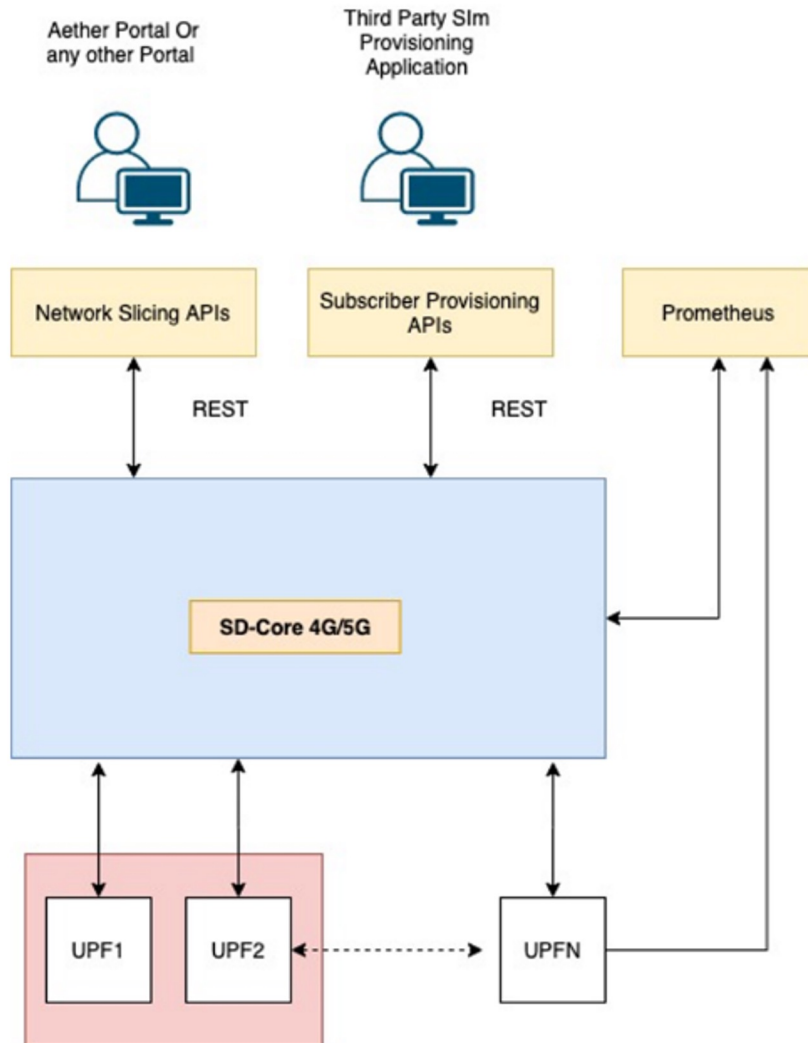 Aether Portal Or
any other Portal
Third Party SIm
Provisioning
Application
Network Slicing APIs
Subscriber Provisioning
APIs
Prometheus
REST
REST
SD-Core 4G/5G
UPF1
UPF2
UPFN